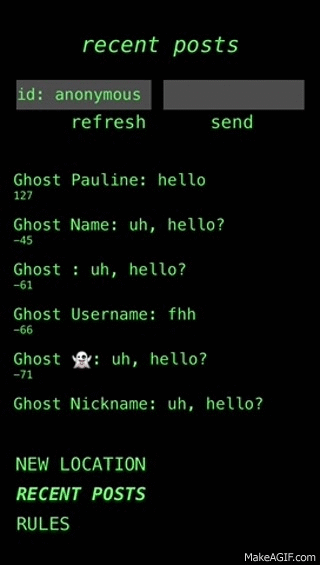 recent posts
id: anonymous
refresh send
Ghost Pauline: hello
127
Ghost Name: uh, hello?
-45
Ghost : uh, hello?
-61
Ghost Username: fhh
-66
Ghost 👻: uh, hello?
-71
Ghost Nickname: uh, hello?
NEW LOCATION
RECENT POSTS
RULES
MakeAGIF.com